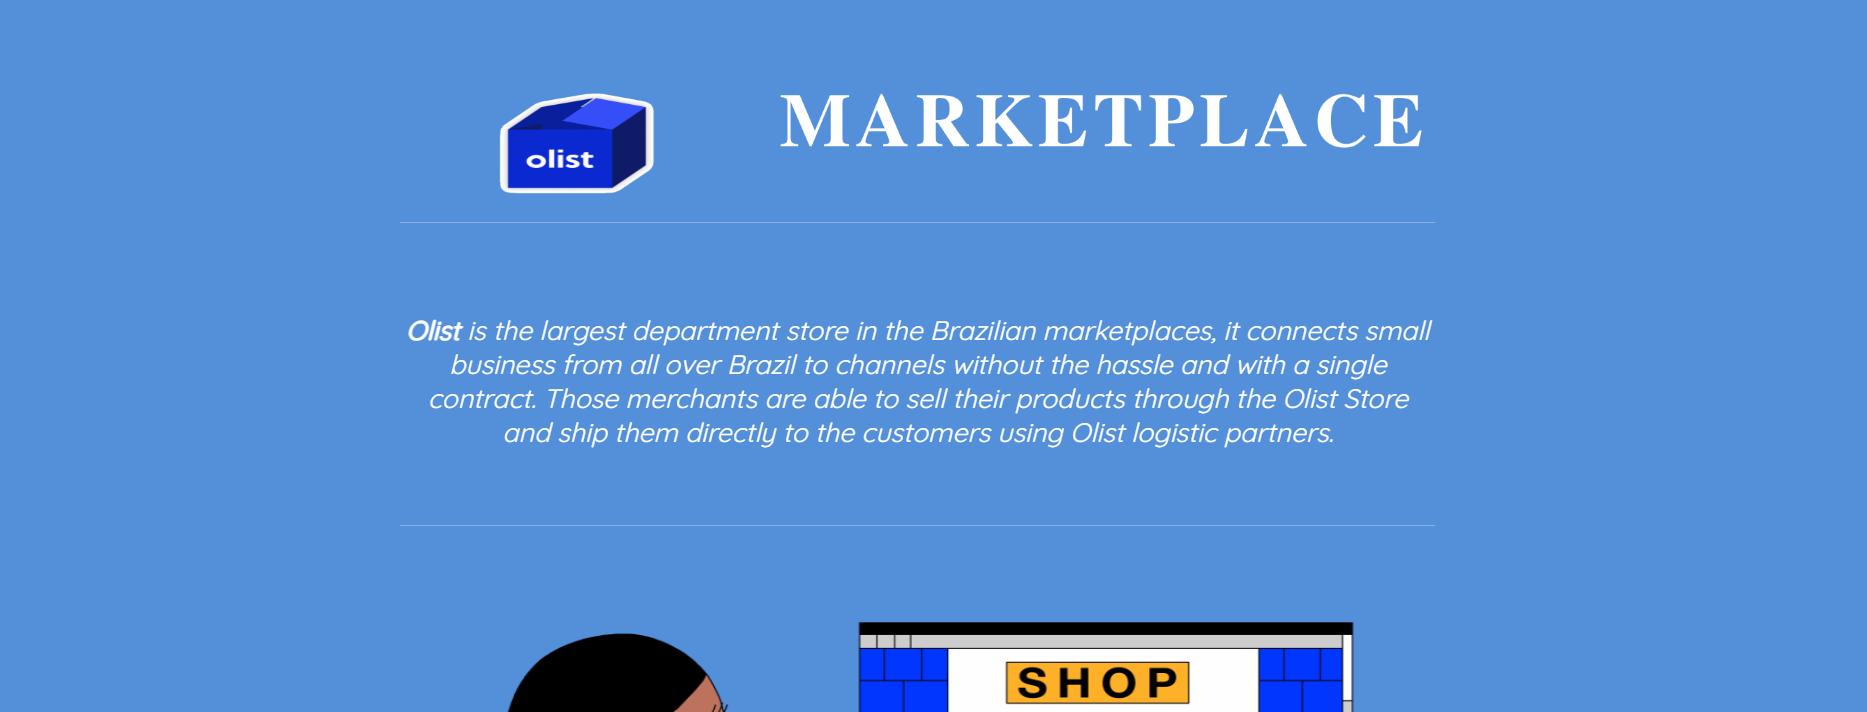 olist
MARKETPLACE
Olist is the largest department store in the Brazilian marketplaces, it connects small
business from all over Brazil to channels without the hassle and with a single
contract. Those merchants are able to sell their products through the Olist Store
and ship them directly to the customers using Olist logistic partners.
SHOP